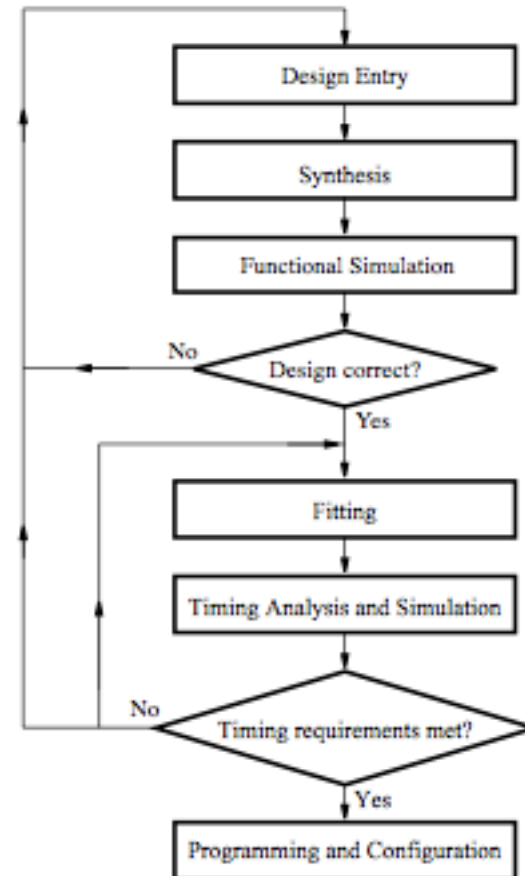 Design Entry
Synthesis
Functional Simulation
No
Design correct?
Yes
Fitting
Timing Analysis and Simulation
No
Timing requirements met?
Yes
Programming and Configuration